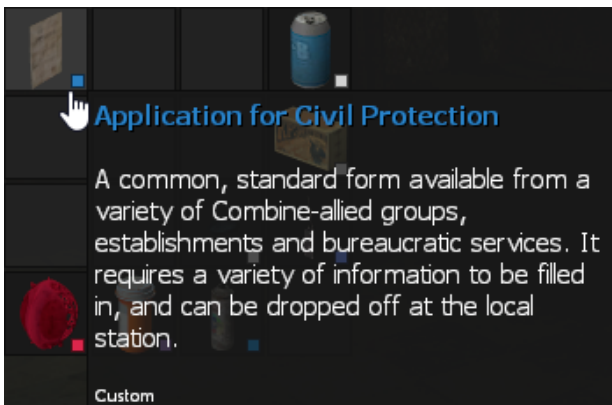 Application for Civil Protection
A common, standard form available from a
variety of Combine-allied groups,
establishments and bureaucratic services. It
requires a variety of information to be filled
in, and can be dropped off at the local
station.
Custom